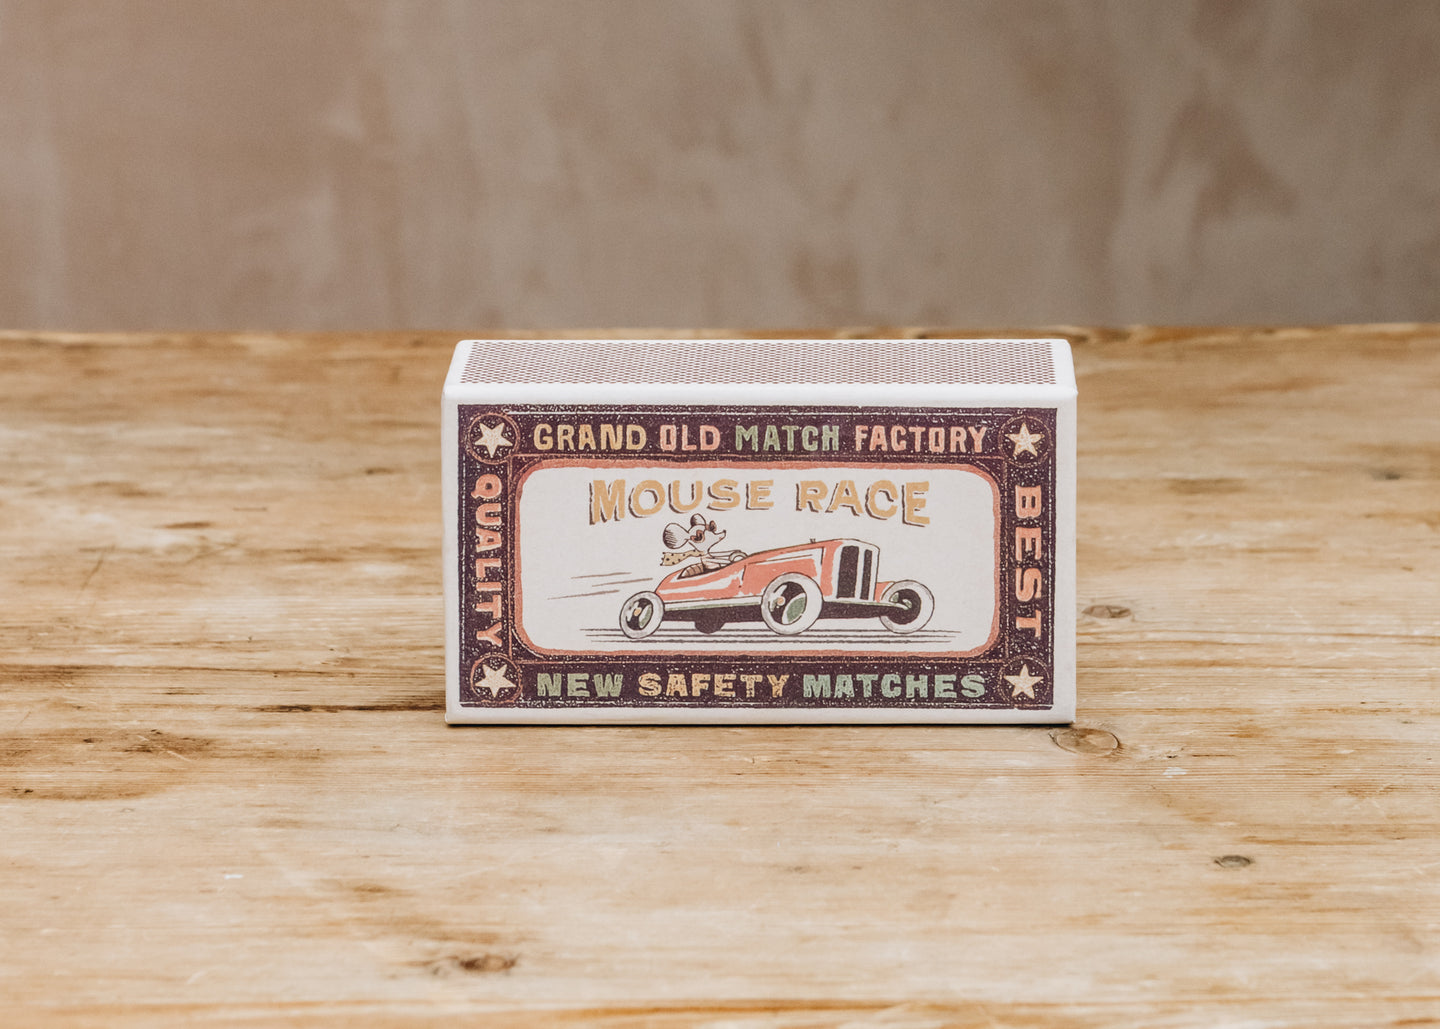 GRAND OLD MATCH FACTORY
QUALITY
MOUSE RACE
BEST
NEW SAFETY MATCHES